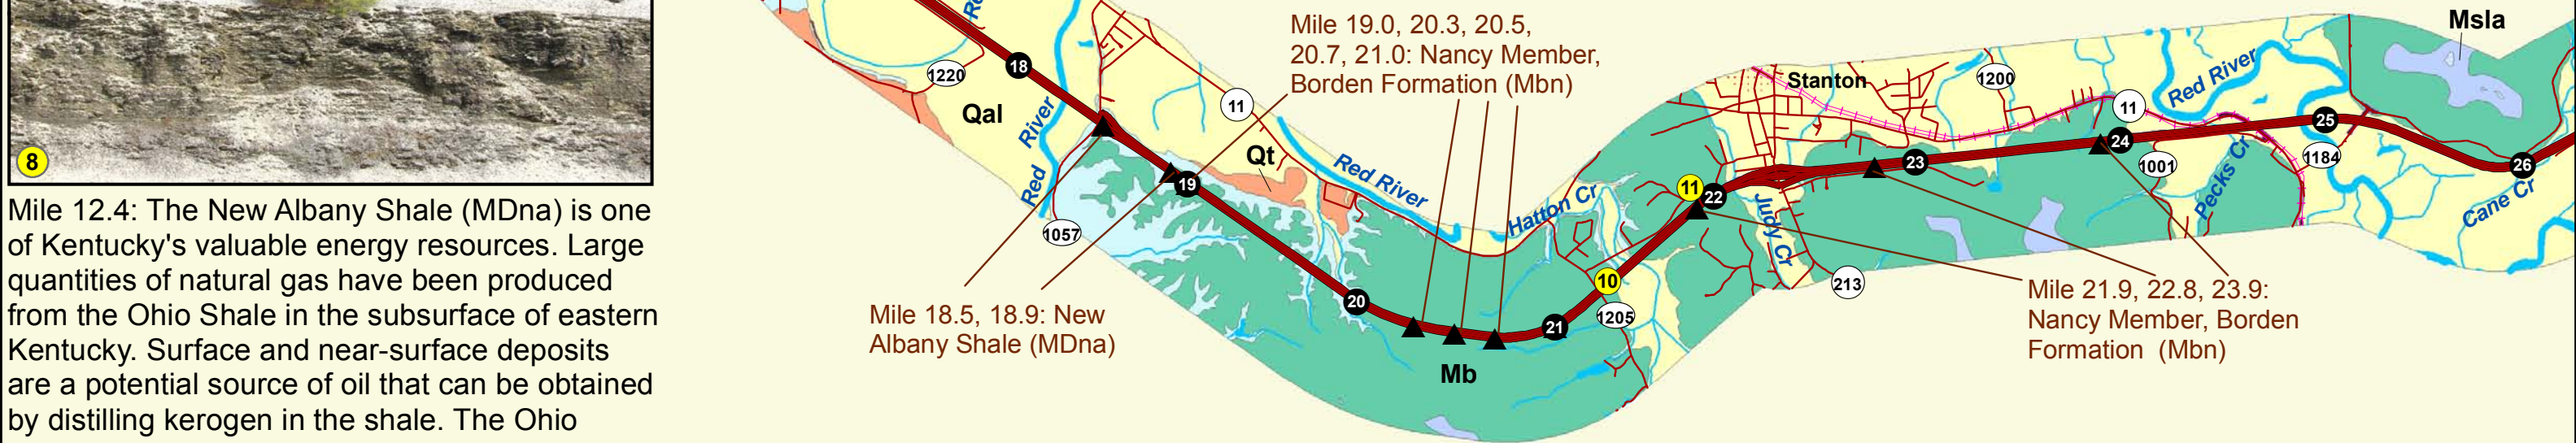 8
Mile 12.4: The New Albany Shale (MDna) is one
of Kentucky's valuable energy resources. Large
quantities of natural gas have been produced
from the Ohio Shale in the subsurface of eastern
Kentucky. Surface and near-surface deposits
are a potential source of oil that can be obtained
by distilling kerogen in the shale. The Ohio
Re
18
1220
Qal
Red River
1057
11
Qt
19
Mile 19.0, 20.3, 20.5,
20.7, 21.0: Nancy Member,
Borden Formation (Mbn)
Red River
Mile 18.5, 18.9: New
Albany Shale (MDna)
20
Mb
21
Hatton Cr
10
1205
11
22
Stanton
Judy Cr
213
1200
23
11
24
1001
Pecks Cr
Red River
25
1184
Msla
26
Cane Cr
Mile 21.9, 22.8, 23.9:
Nancy Member, Borden
Formation (Mbn)